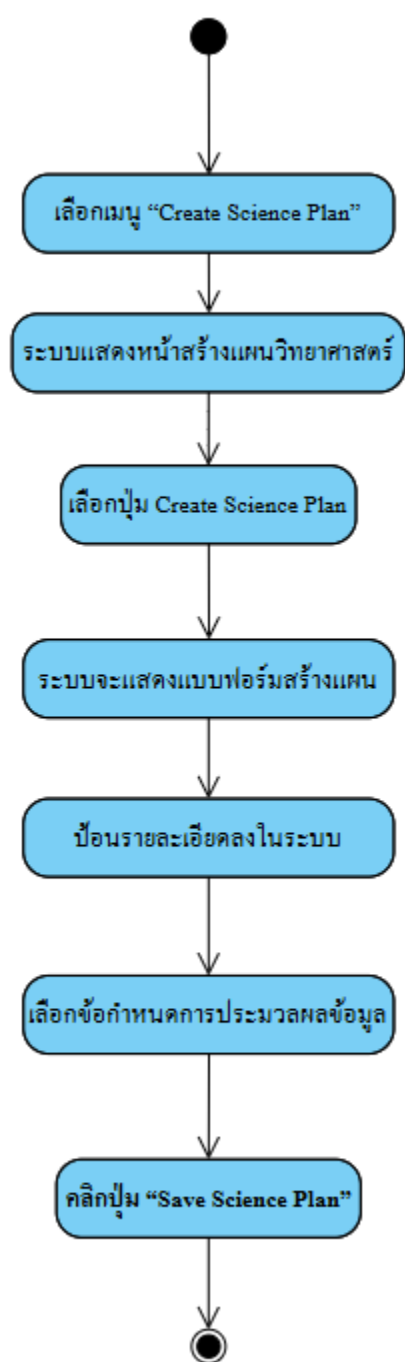 เลือกเมนู “Create Science Plan”
ระบบแสดงหน้าสร้างแผนวิทยาศาสตร์
เลือกปุ่ม Create Science Plan
ระบบจะแสดงแบบฟอร์มสร้างแผน
ป้อนรายละเอียดลงในระบบ
เลือกข้อกำหนดการประมวลผลข้อมูล
คลิกปุ่ม “Save Science Plan”